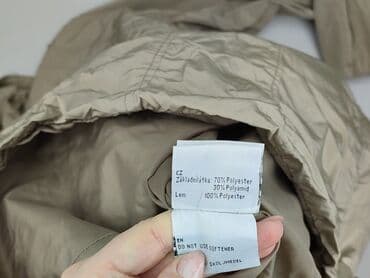 CZ
Základní látka: 70% Polyester
30% Polyamid
Lem: 100% Polyester
EN
DO NOT USE SOFTENER